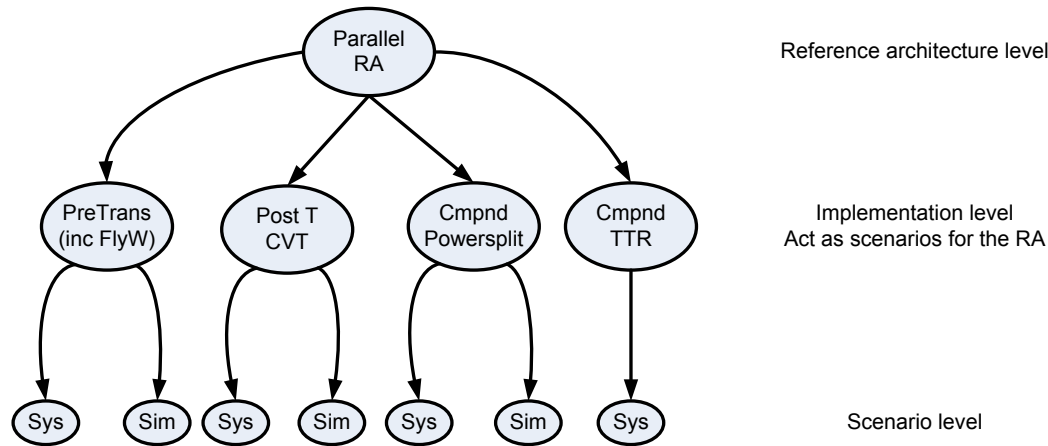 Parallel
RA
Reference architecture level
PreTrans
(inc FlyW)
Post T
CVT
Cmpnd
Powersplit
Cmpnd
TTR
Implementation level
Act as scenarios for the RA
Sys
Sim
Sys
Sim
Sys
Sim
Sys
Scenario level